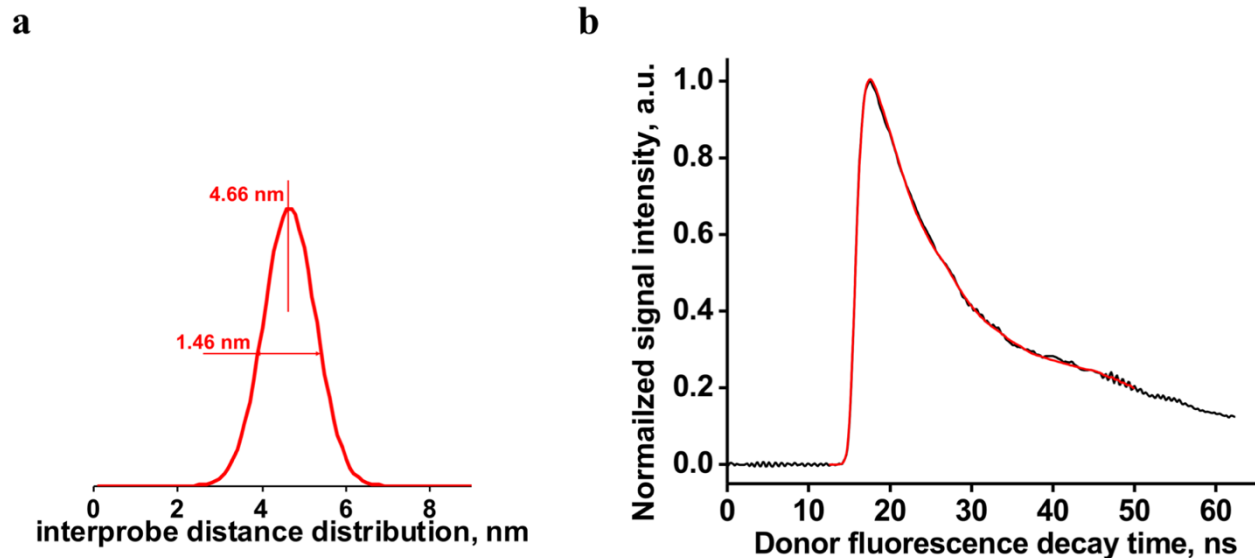 a
4.66 nm
1.46 nm
0 2 4 6 8
interprobe distance distribution, nm
b
Normailzed signal intensity, a.u.
1.0
0.8
0.6
0.4
0.2
0.0
0 10 20 30 40 50 60
Donor fluorescence decay time, ns